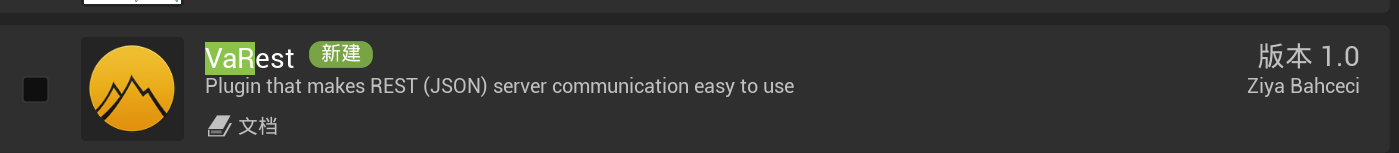 VaRest 新建
版本 1.0
Plugin that makes REST (JSON) server communication easy to use
Ziya Bahceci
文档